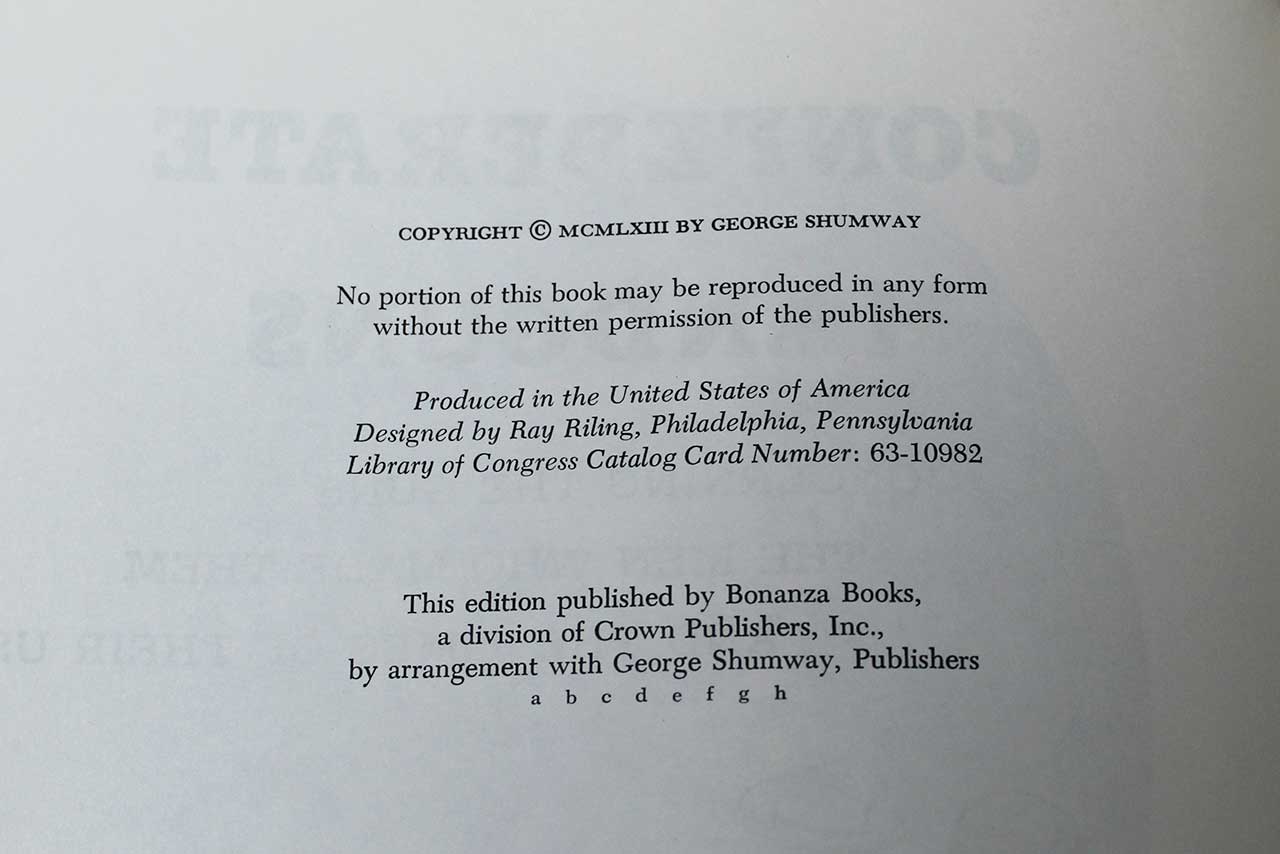 COPYRIGHT © MCMLXIII BY GEORGE SHUMWAY
No portion of this book may be reproduced in any form
without the written permission of the publishers.
Produced in the United States of America
Designed by Ray Riling, Philadelphia, Pennsylvania
Library of Congress Catalog Card Number: 63-10982
This edition published by Bonanza Books,
a division of Crown Publishers, Inc.,
by arrangement with George Shumway, Publishers
a b c d e f g h